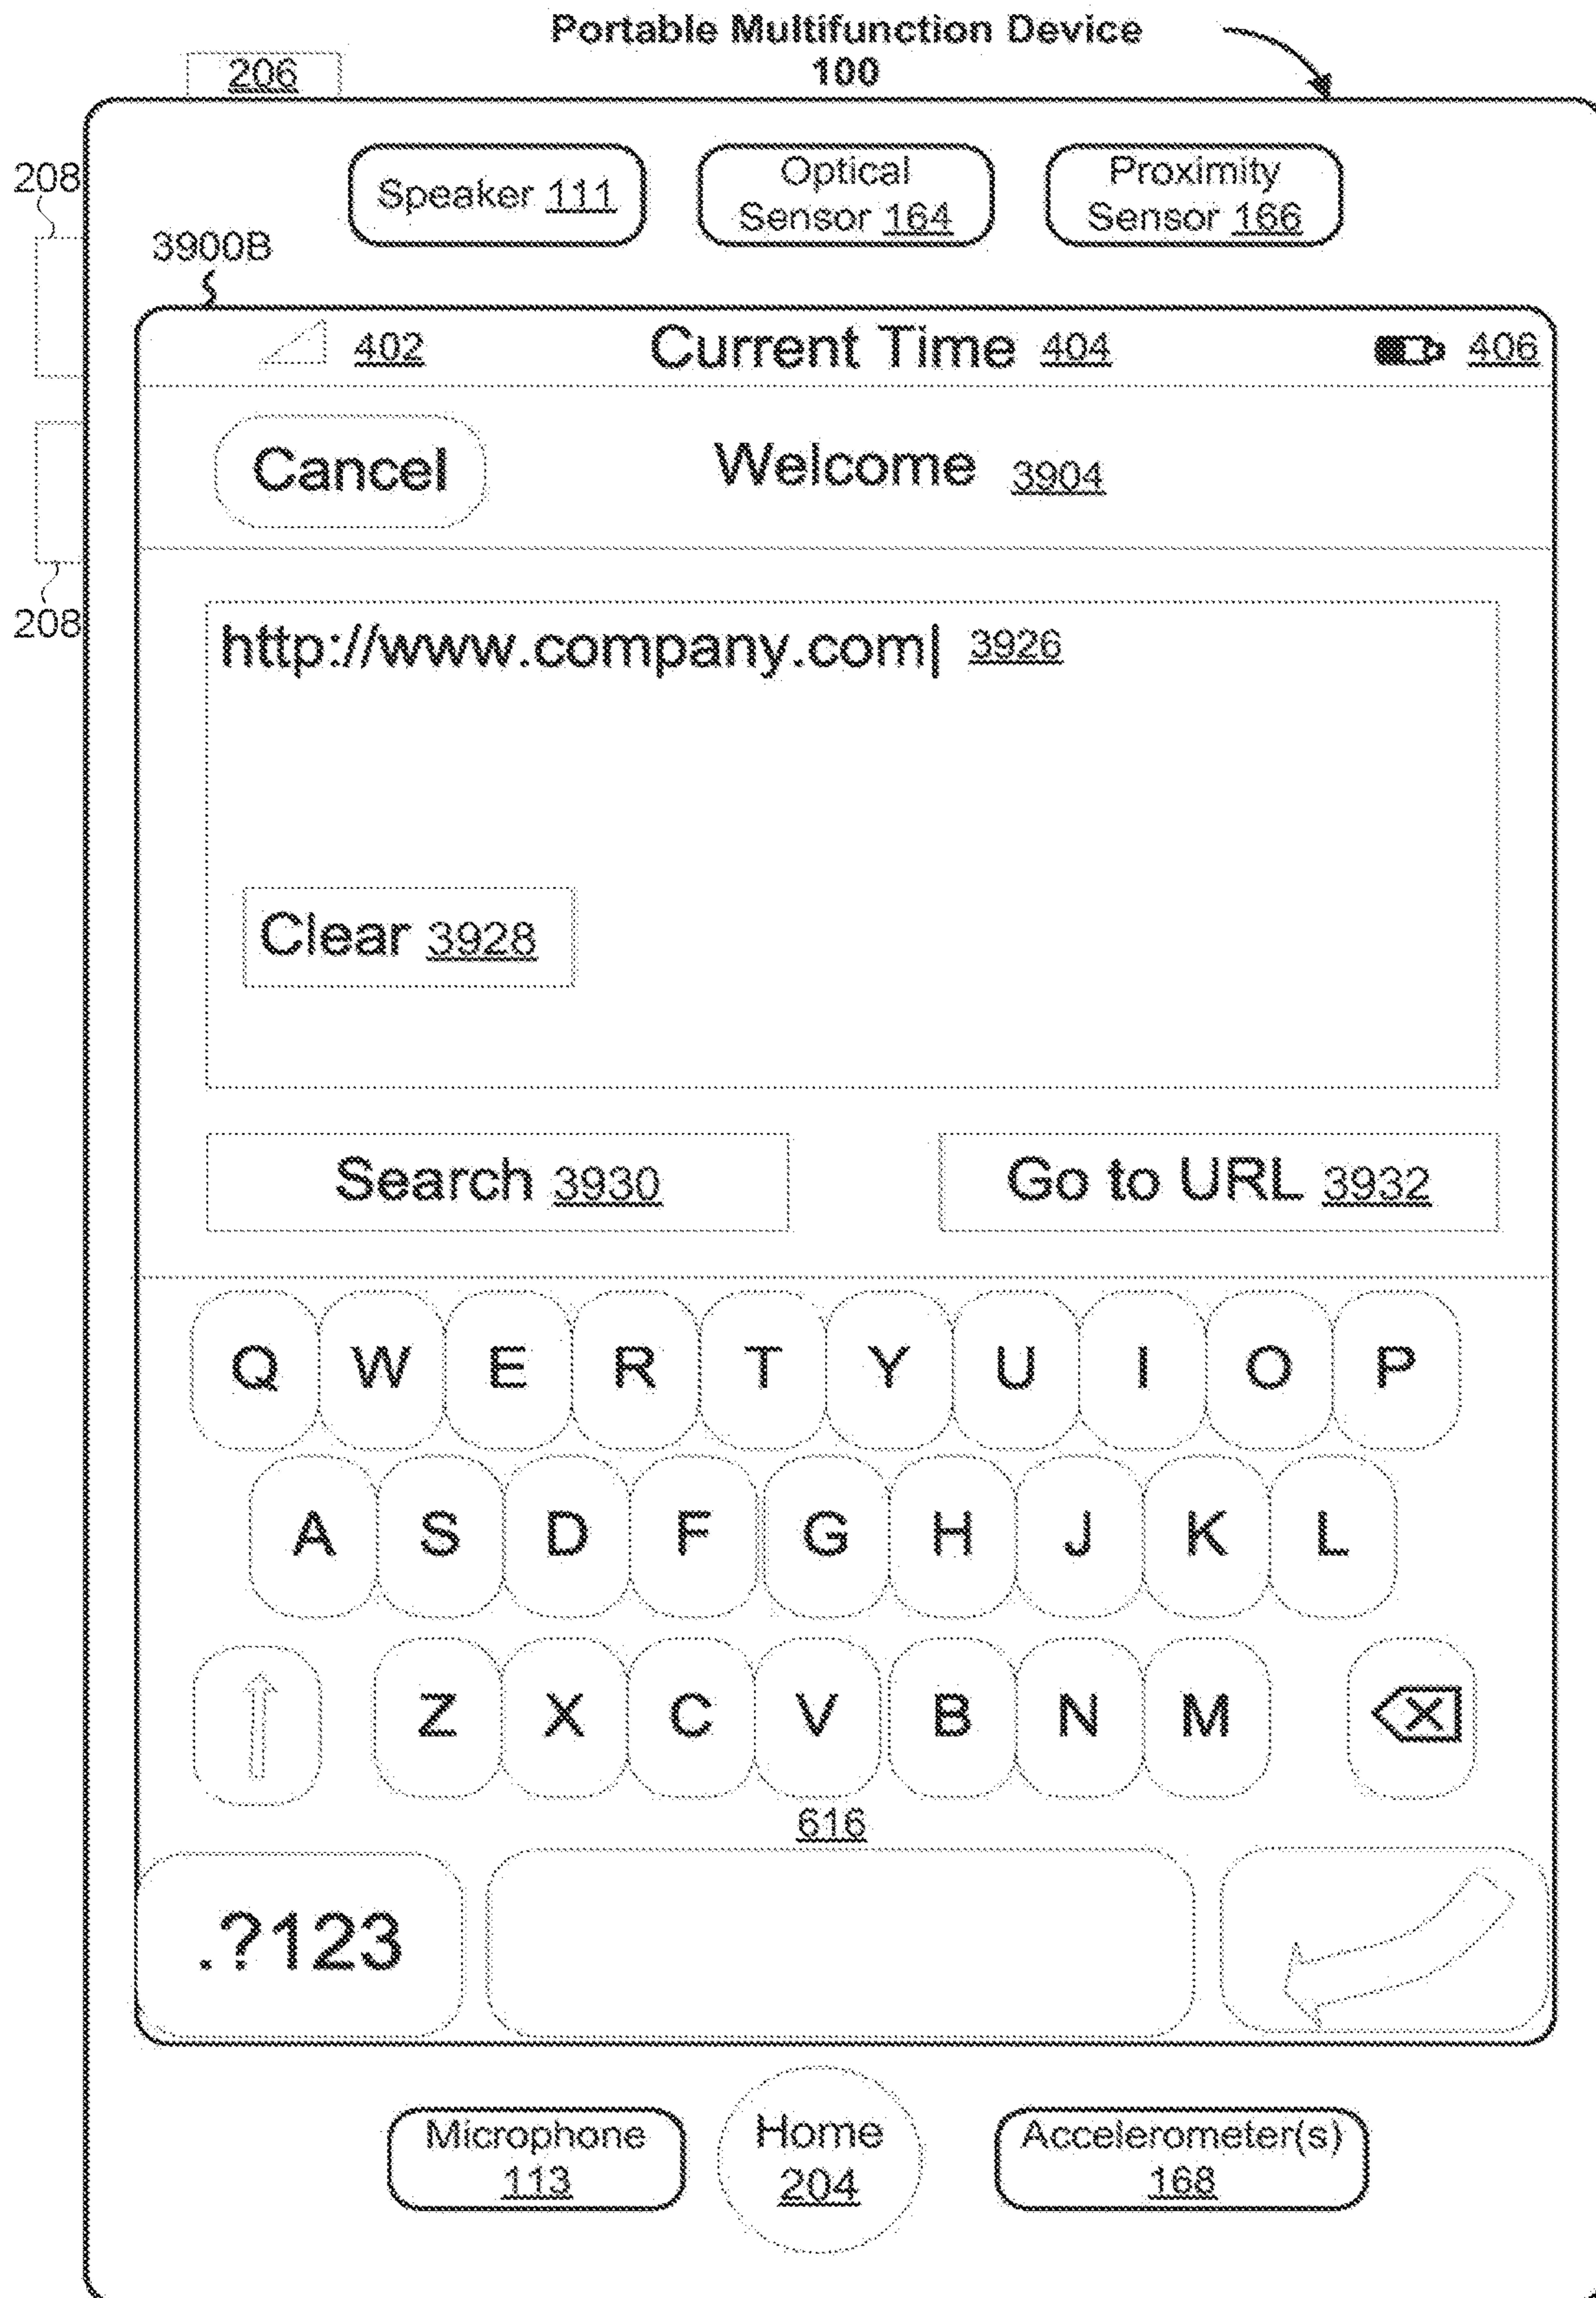 Portable Multifunction Device
100
206
208
Speaker 111
Optical
Sensor 164
Proximity
Sensor 166
3900B
402
Current Time 404
406
Cancel
Welcome 3904
208
http://www.company.com| 3926
Clear 3928
Search 3930
Go to URL 3932
Q W E R T Y U I O P
A S D F G H J K L
Z X C V B N M
616
.?123
Microphone
113
Home
204
Accelerometer(s)
168